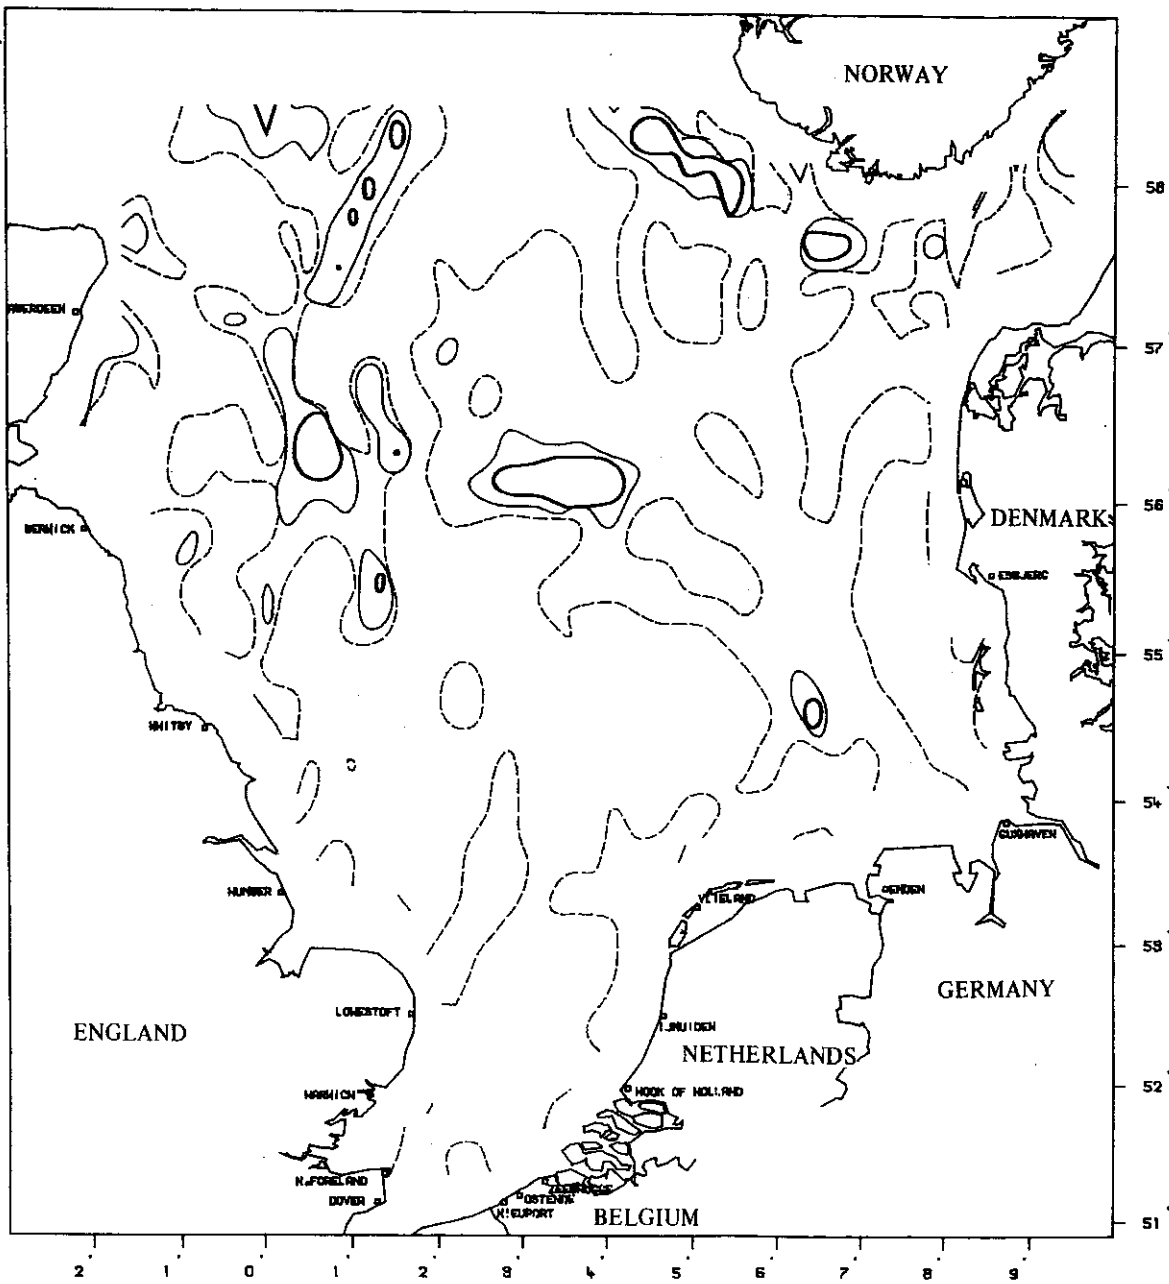 NORWAY
58
57
56
DENMARK
ESBJERG
BERWICK
55
WHITBY
54
CUXHAVEN
HUMBER
EMDEN
VLIELAND
53
GERMANY
LOWESTOFT
ENGLAND
IJMUIDEN
NETHERLANDS
52
HARWICH
HOOK OF HOLLAND
N.FORELAND
DOVER
OSTENDE
NIEUPORT
BELGIUM
51
2' 1' 0 1' 2' 3' 4' 5' 6' 7' 8' 9'